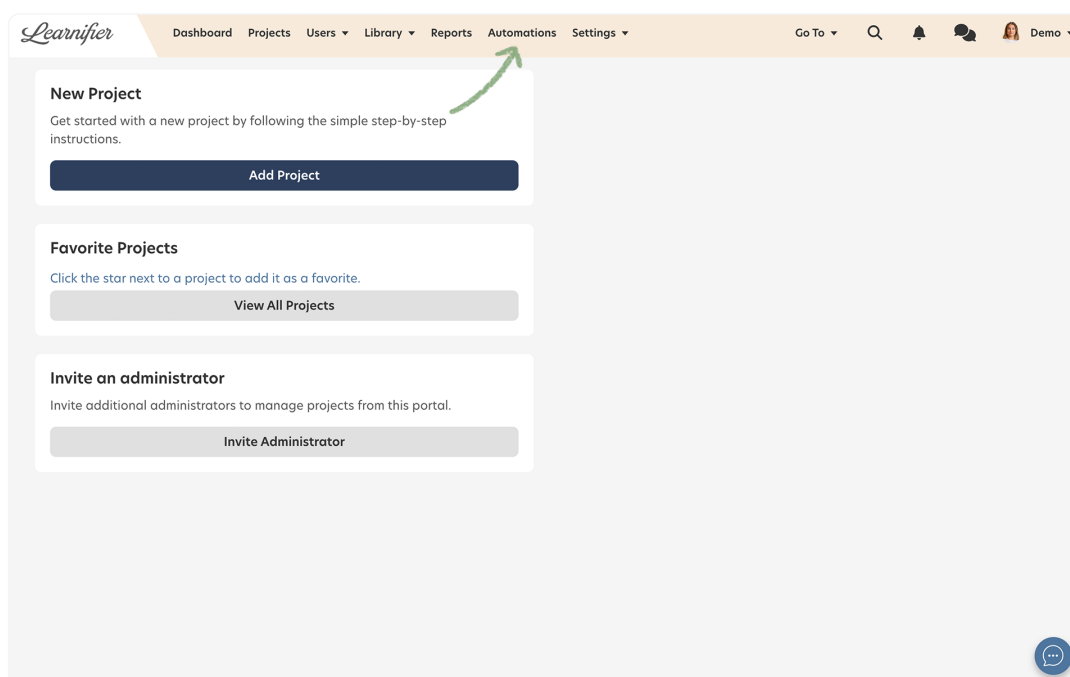 Learnifier
Dashboard Projects Users Library Reports Automations Settings Go To Demo
New Project
Get started with a new project by following the simple step-by-step
instructions.
Add Project
Favorite Projects
Click the star next to a project to add it as a favorite.
View All Projects
Invite an administrator
Invite additional administrators to manage projects from this portal.
Invite Administrator